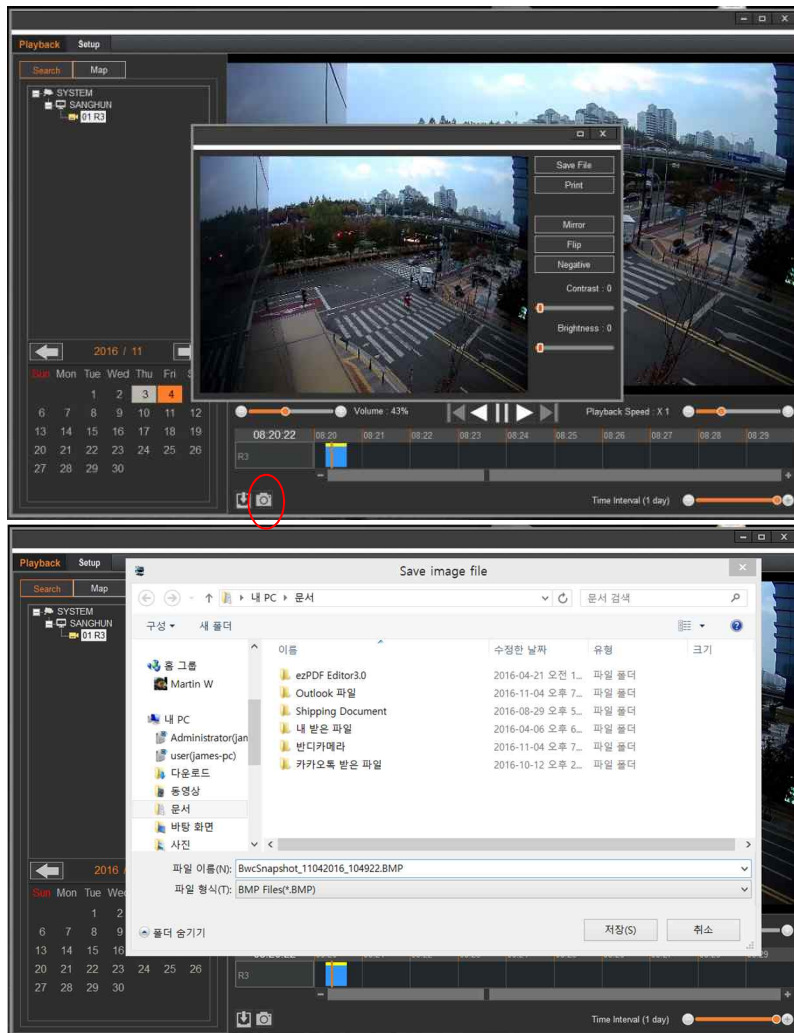 Playback Setup
Search Map
SYSTEM
SANGHUN
01 R3
Save File
Print
Mirror
Flip
Negative
Contrast : 0
Brightness : 0
2016 / 11
Sun Mon Tue Wed Thu Fri
1 2 3 4
6 7 8 9 10 11 12
13 14 15 16 17 18 19
20 21 22 23 24 25 26
27 28 29 30
Volume : 43% Playback Speed : X 1
08:20:22 08:20 08:21 08:22 08:23 08:24 08:25 08:26 08:27 08:28 08:29
R3
Time Interval (1 day)
Playback Setup
Search Map
SYSTEM
SANGHUN
01 R3
Save image file
내 PC 문서
문서 검색
구성 새 폴더
이름 수정한 날짜 유형 크기
ezPDF Editor3.0 2016-04-21 오전 1... 파일 폴더
Outlook 파일 2016-11-04 오후 7... 파일 폴더
Shipping Document 2016-08-29 오후 5... 파일 폴더
내 받은 파일 2016-04-06 오후 6... 파일 폴더
반디카메라 2016-11-04 오후 7... 파일 폴더
카카오톡 받은 파일 2016-10-12 오후 2... 파일 폴더
홈 그룹
Martin W
내 PC
Administrator(jan
user(james-pc)
다운로드
동영상
문서
바탕 화면
사진
파일 이름(N): BwcSnapshot_11042016_104922.BMP
파일 형식(T): BMP Files(*.BMP)
폴더 숨기기
저장(S) 취소
2016
Sun Mon Tue Wed
1 2
6 7 8 9
13 14 15 16
20 21 22 23 24 25 26
27 28 29 30
R3
Time Interval (1 day)